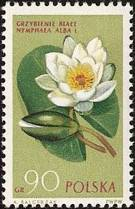 GRZYBIENIE BIAŁE
NYMPHAEA ALBA L.
GR 90 POLSKA